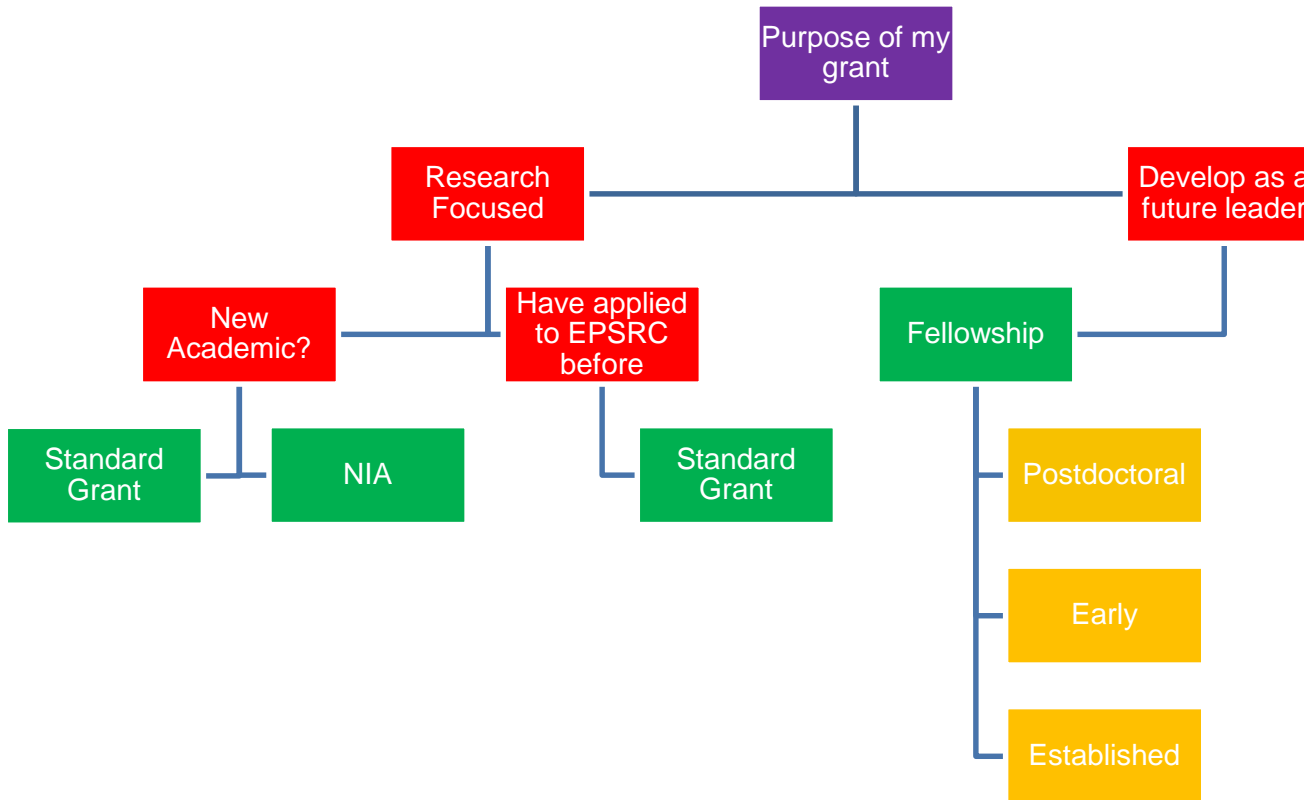 Purpose of my
grant
Research
Focused
Develop as a
future leader
New
Academic?
Have applied
to EPSRC
before
Fellowship
Standard
Grant
NIA
Standard
Grant
Postdoctoral
Early
Established